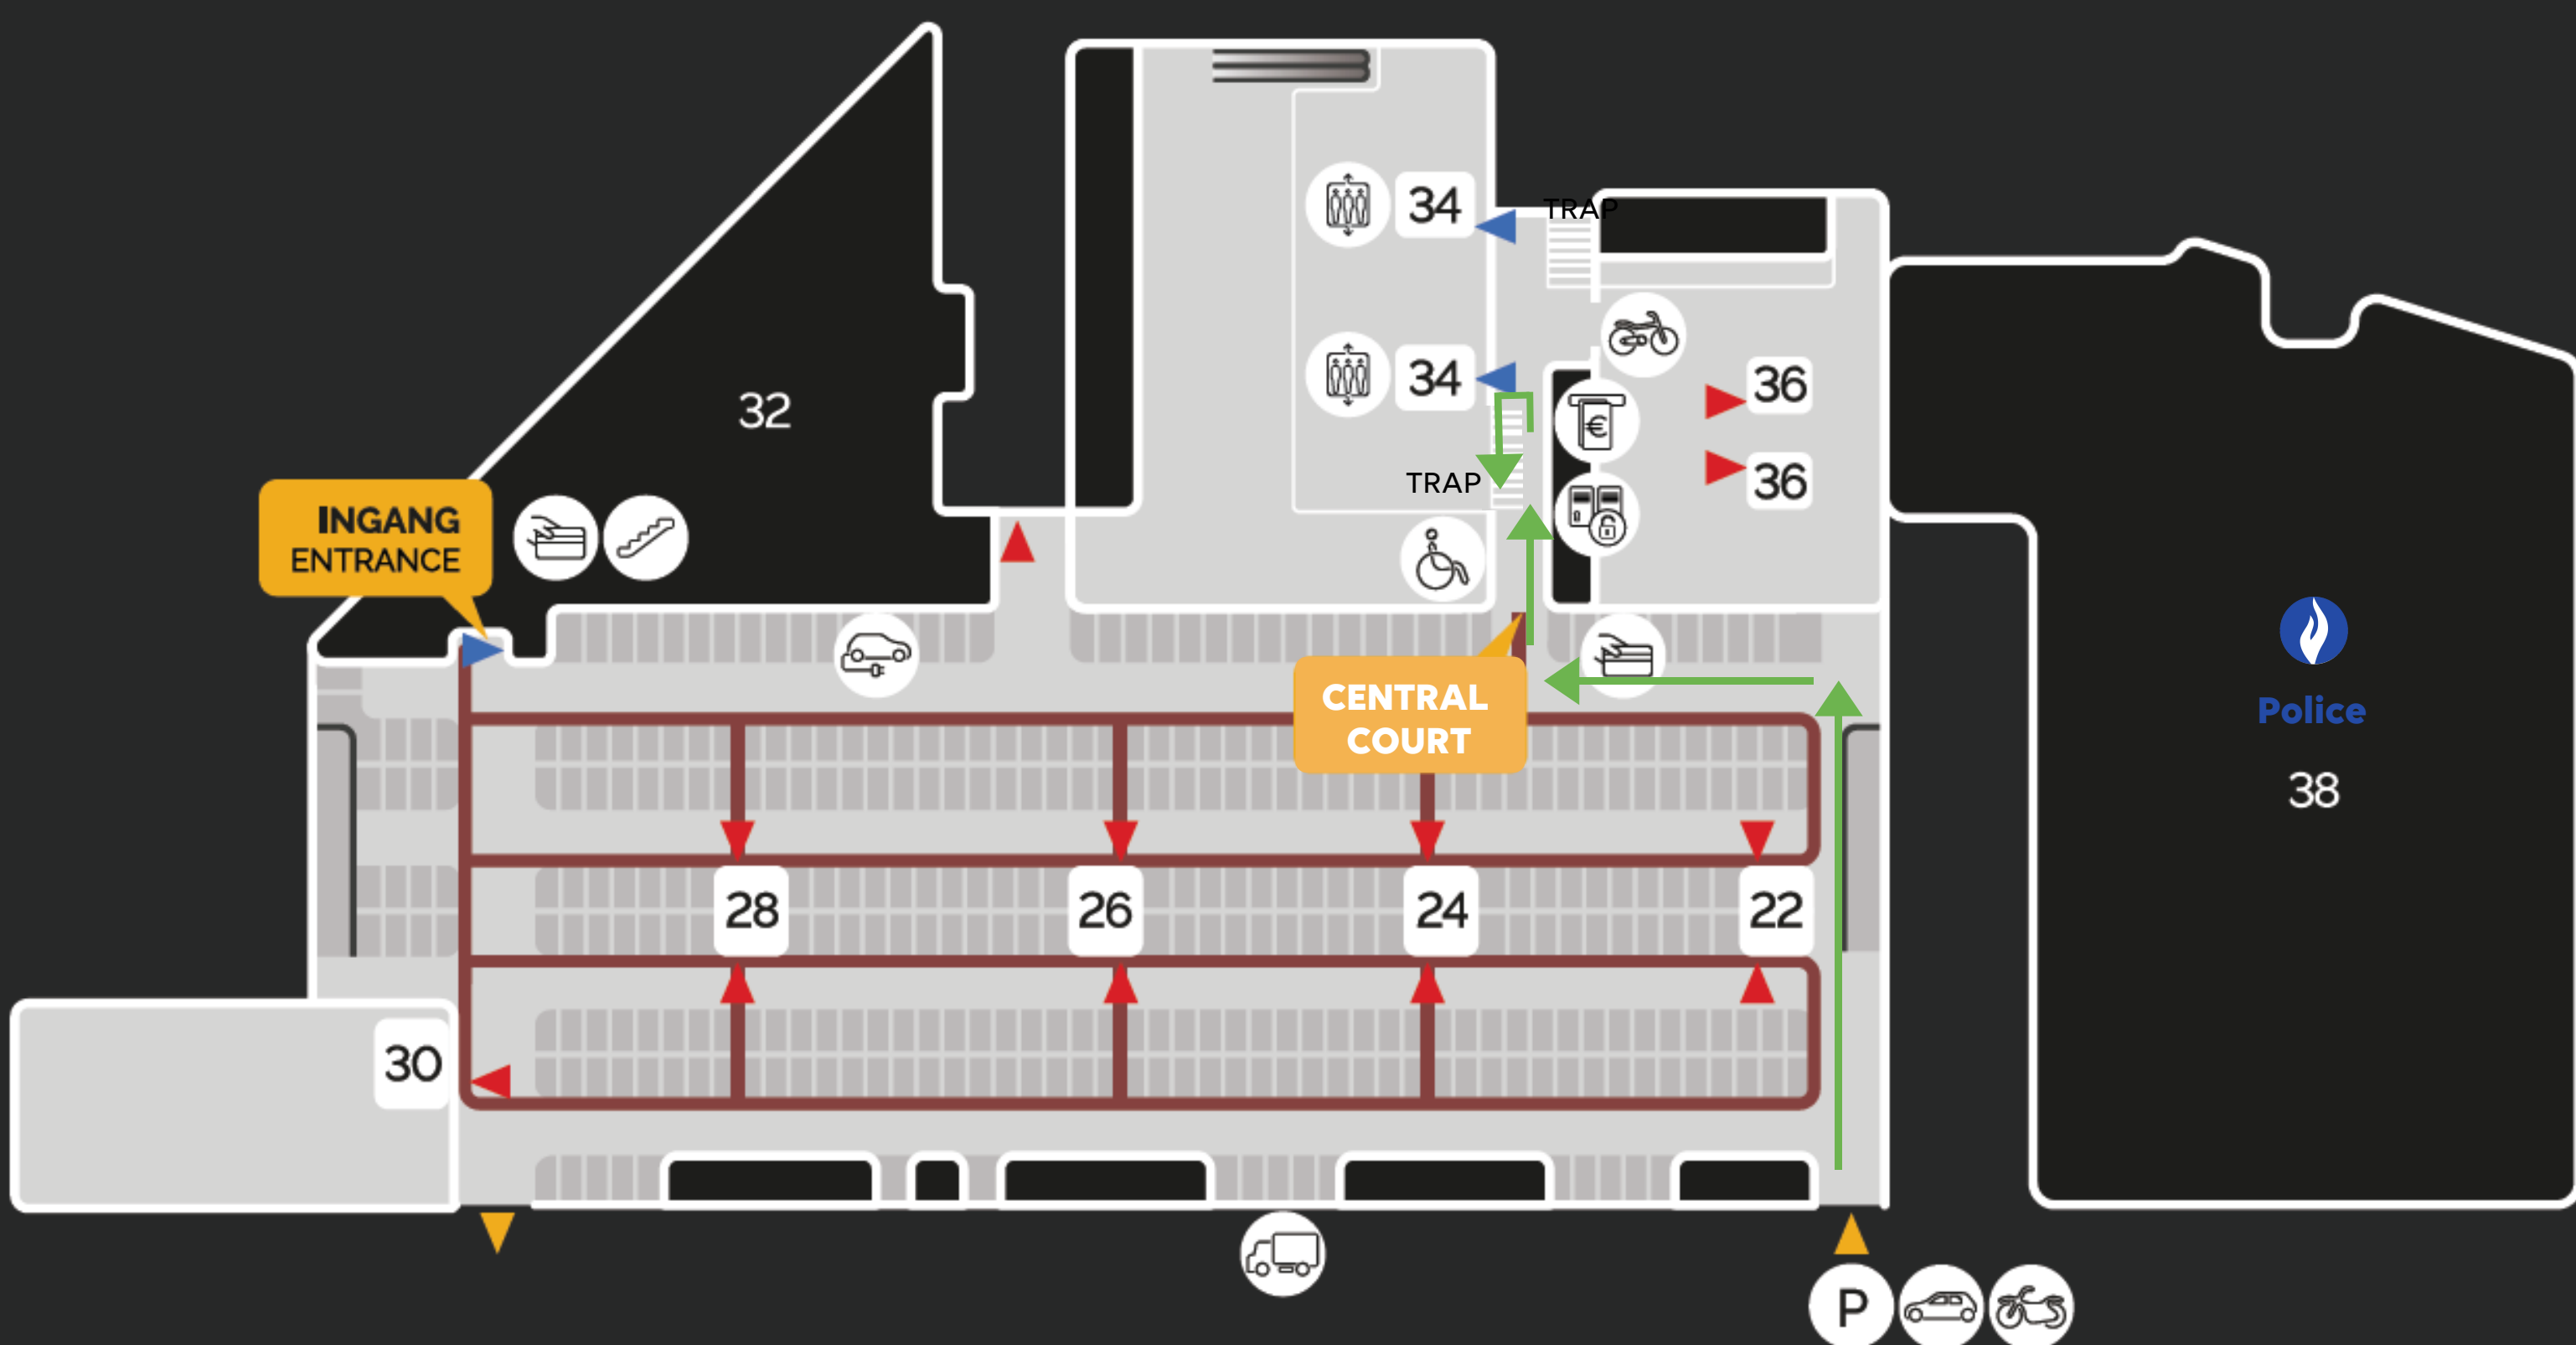 34
TRAP
34
36
32
TRAP
36
INGANG
ENTRANCE
CENTRAL
COURT
Police
38
28
26
24
22
30
P